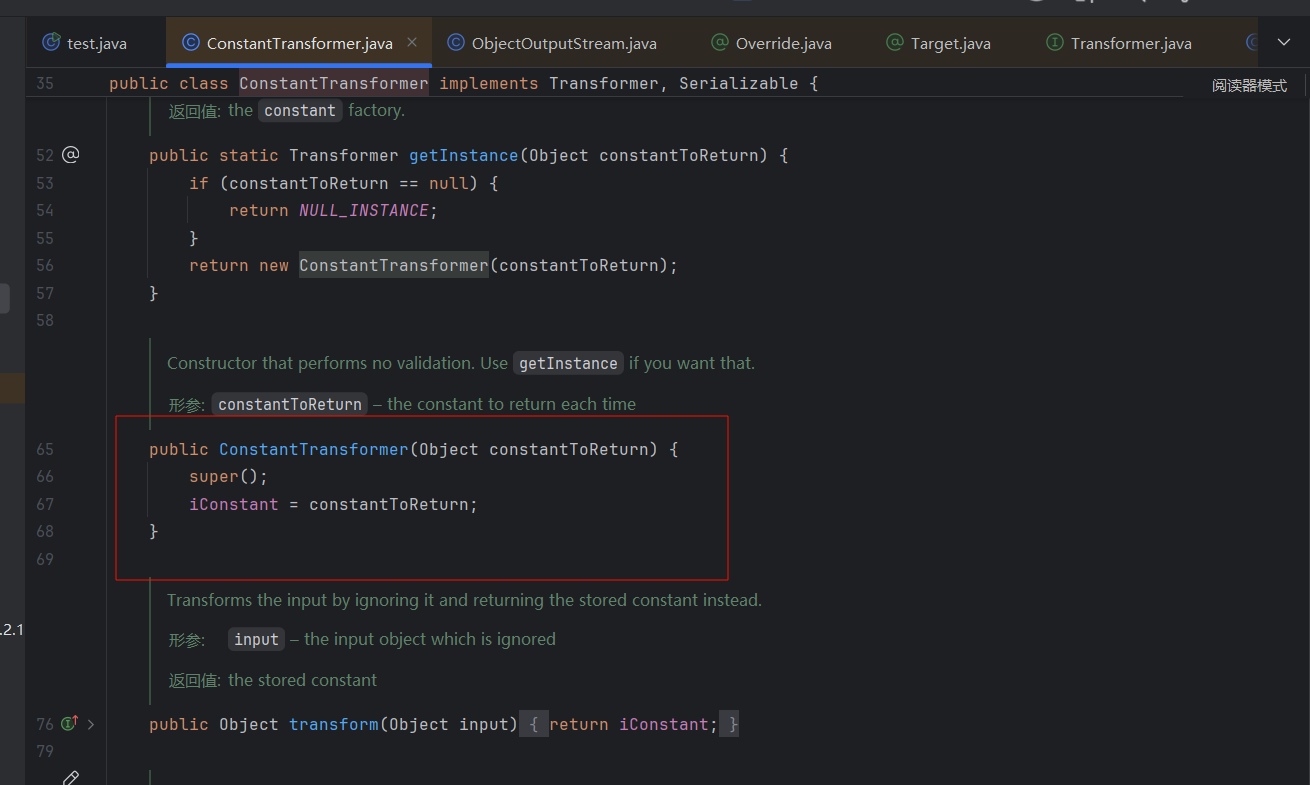 test.java ConstantTransformer.java ObjectOutputStream.java Override.java Target.java Transformer.java
35 public class ConstantTransformer implements Transformer, Serializable {
阅读器模式
返回值: the constant factory.
52 public static Transformer getInstance(Object constantToReturn) {
53 if (constantToReturn == null) {
54 return NULL_INSTANCE;
55 }
56 return new ConstantTransformer(constantToReturn);
57 }
58
Constructor that performs no validation. Use getInstance if you want that.
形参: constantToReturn – the constant to return each time
65 public ConstantTransformer(Object constantToReturn) {
66 super();
67 iConstant = constantToReturn;
68 }
69
Transforms the input by ignoring it and returning the stored constant instead.
.2.1
形参: input – the input object which is ignored
返回值: the stored constant
76 public Object transform(Object input) { return iConstant; }
79